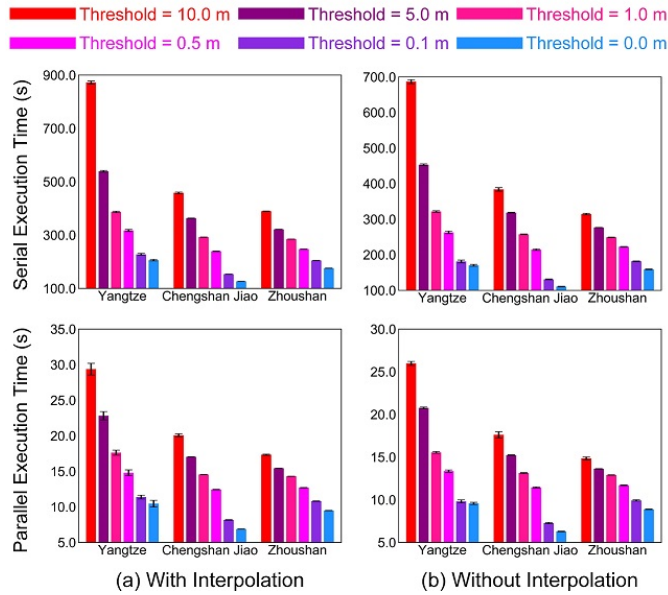 Threshold = 10.0 m Threshold = 5.0 m Threshold = 1.0 m
Threshold = 0.5 m Threshold = 0.1 m Threshold = 0.0 m
Serial Execution Time (s)
900.0
700.0
500.0
300.0
100.0
Yangtze Chengshan Jiao Zhoushan
700.0
600.0
500.0
400.0
300.0
200.0
100.0
Yangtze Chengshan Jiao Zhoushan
Parallel Execution Time (s)
35.0
30.0
25.0
20.0
15.0
10.0
5.0
Yangtze Chengshan Jiao Zhoushan
30.0
25.0
20.0
15.0
10.0
5.0
Yangtze Chengshan Jiao Zhoushan
(a) With Interpolation
(b) Without Interpolation